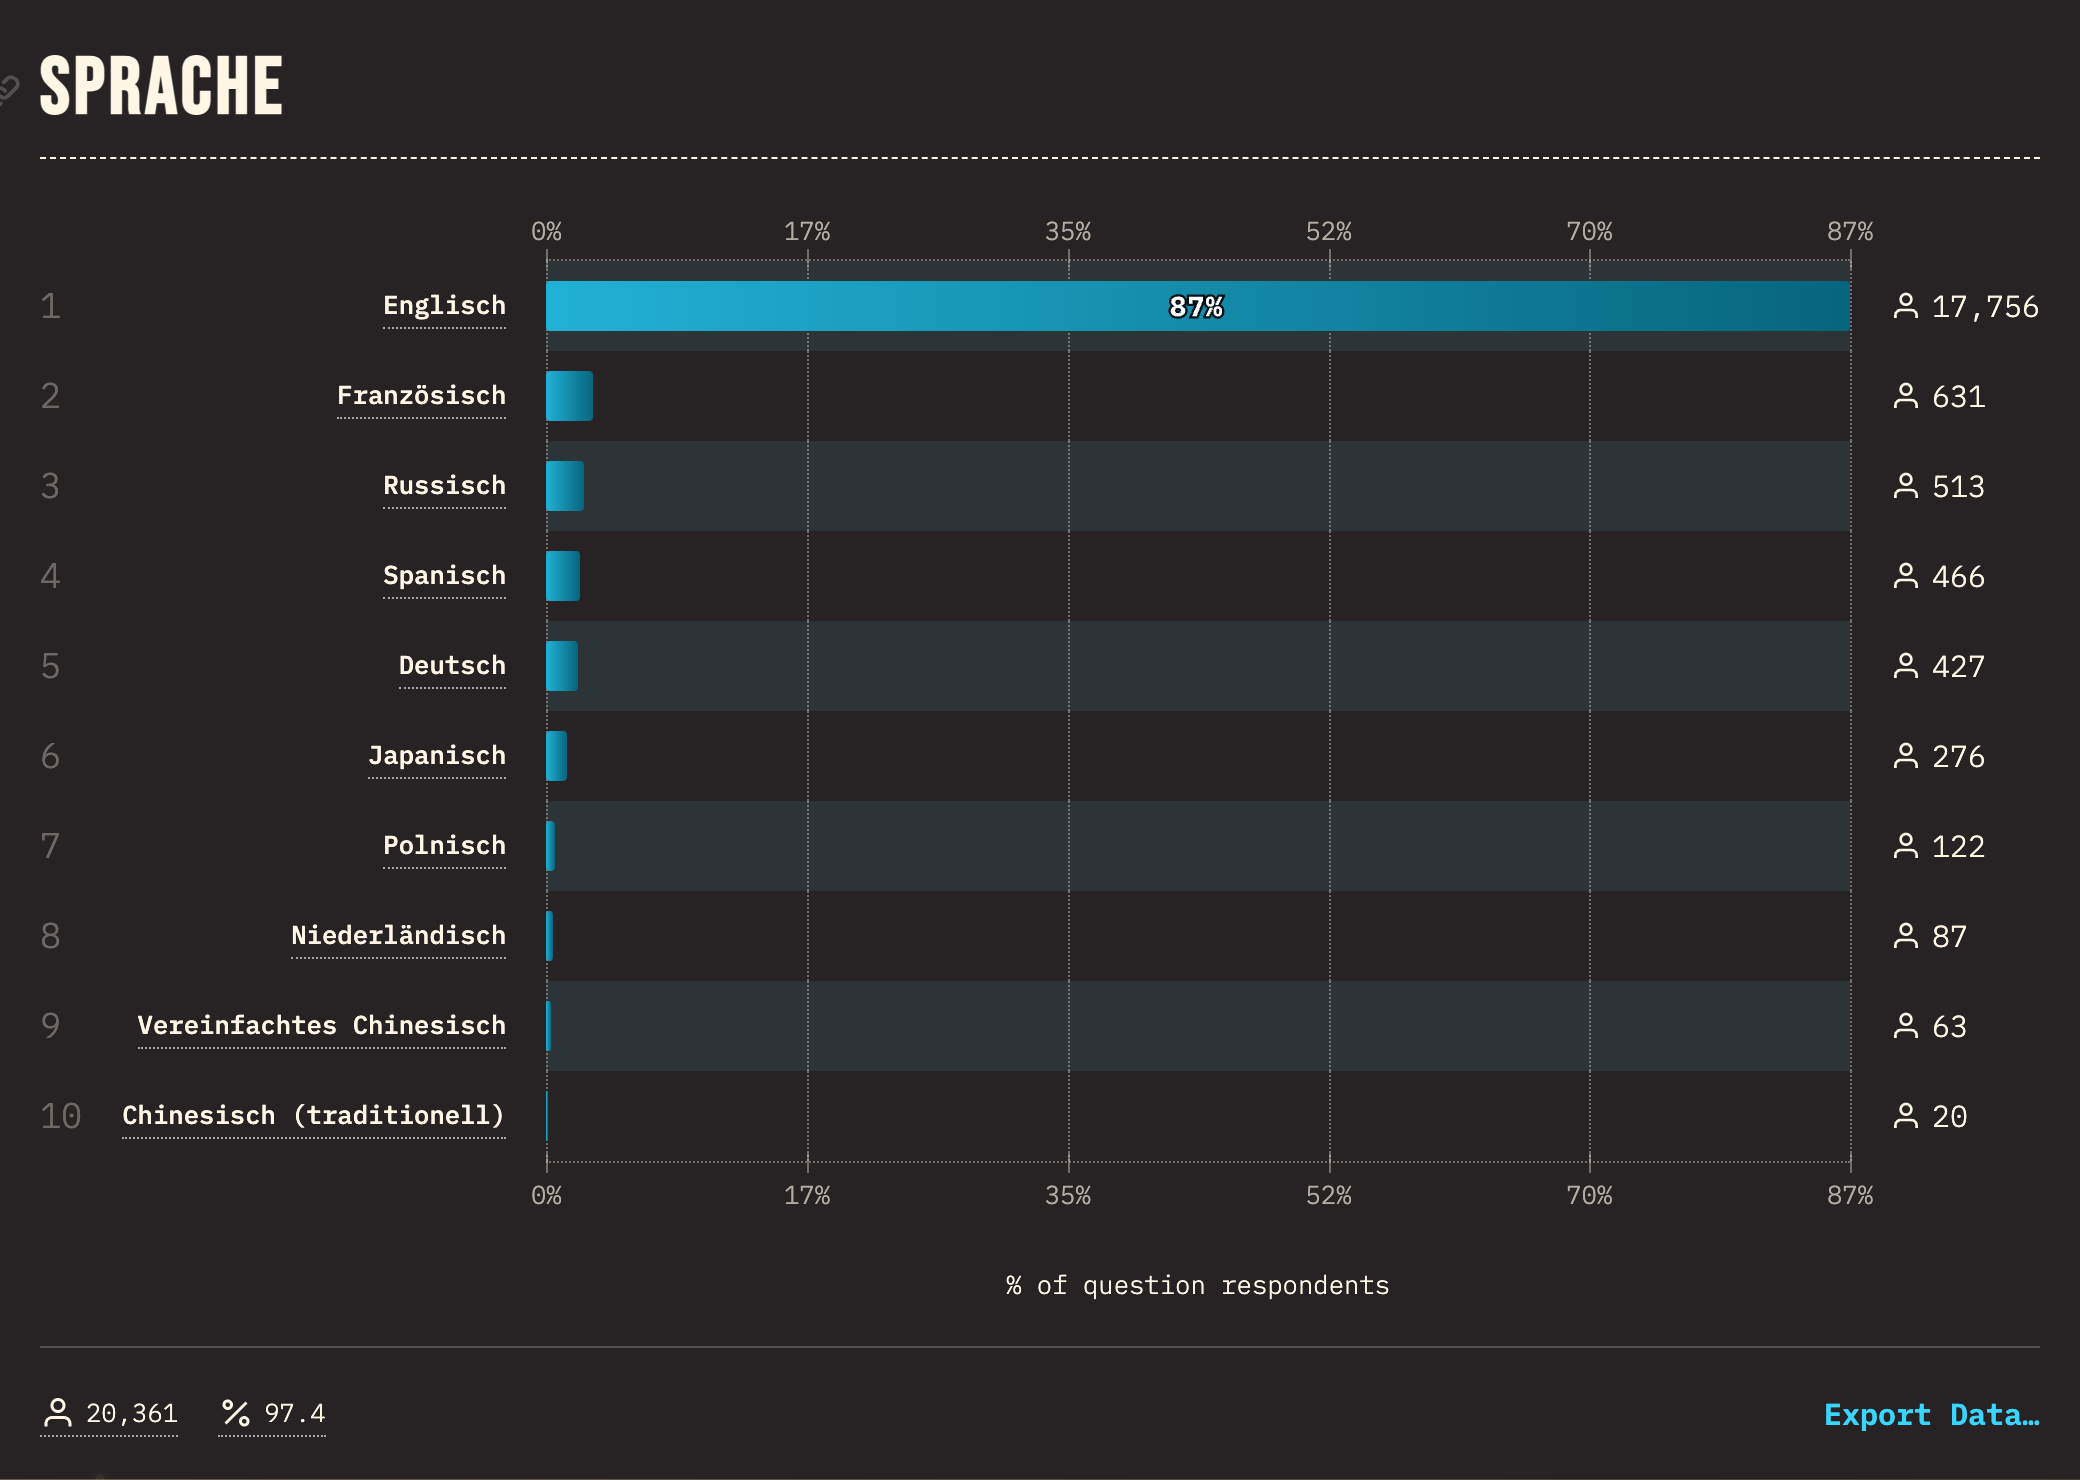 SPRACHE
0% 17% 35% 52% 70% 87%
1 Englisch 87% 17,756
2 Französisch 631
3 Russisch 513
4 Spanisch 466
5 Deutsch 427
6 Japanisch 276
7 Polnisch 122
8 Niederländisch 87
9 Vereinfachtes Chinesisch 63
10 Chinesisch (traditionell) 20
0% 17% 35% 52% 70% 87%
% of question respondents
20,361 % 97.4 Export Data…